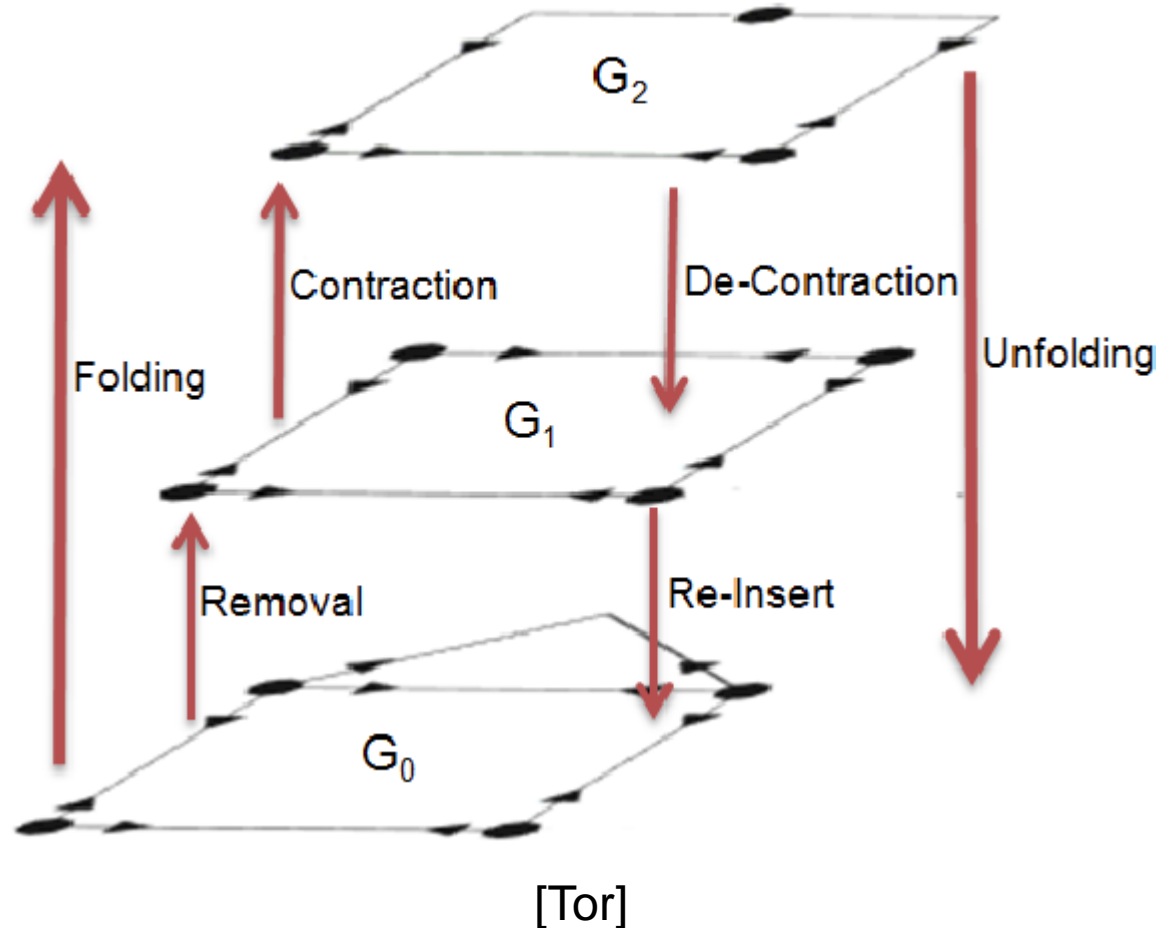 G₂
Contraction
De-Contraction
Folding
Unfolding
G₁
Removal
Re-Insert
G₀
[Tor]